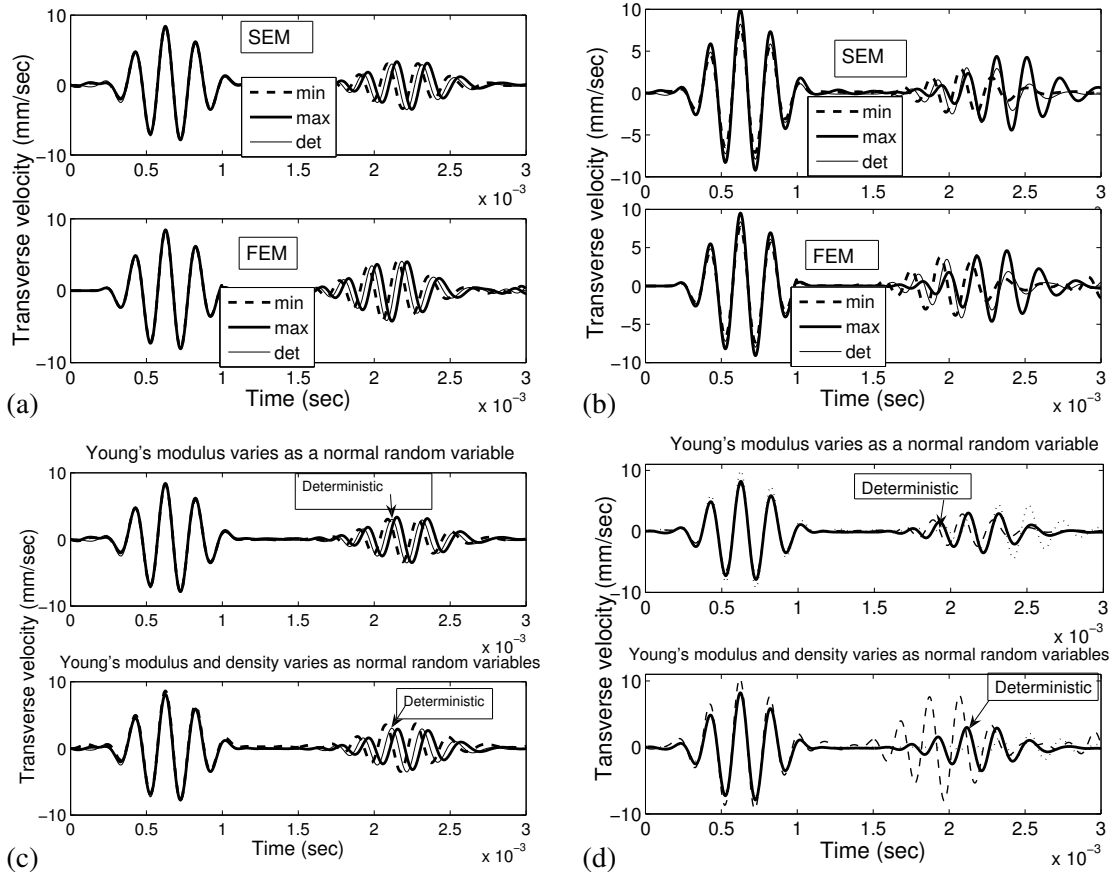 10
0
−10
0 0.5 1 1.5 2 2.5 3
x 10⁻³
SEM
min
max
det
10
0
−10
0 0.5 1 1.5 2 2.5 3
x 10⁻³
FEM
min
max
det
Transverse velocity (mm/sec)
Time (sec)
(a)
10
5
0
−5
−10
0 0.5 1 1.5 2 2.5 3
x 10⁻³
SEM
min
max
det
10
5
0
−5
−10
0 0.5 1 1.5 2 2.5 3
x 10⁻³
FEM
min
max
det
Transverse velocity (mm/sec)
Time (sec)
(b)
Young's modulus varies as a normal random variable
10
0
−10
0 0.5 1 1.5 2 2.5 3
x 10⁻³
Deterministic
Young's modulus and density varies as normal random variables
10
0
−10
0 0.5 1 1.5 2 2.5 3
x 10⁻³
Deterministic
Transverse velocity (mm/sec)
Time (sec)
(c)
Young's modulus varies as a normal random variable
10
0
−10
0 0.5 1 1.5 2 2.5 3
x 10⁻³
Deterministic
Young's modulus and density varies as normal random variables
10
0
−10
0 0.5 1 1.5 2 2.5 3
x 10⁻³
Deterministic
Tansverse velocity (mm/sec)
Time (sec)
(d)